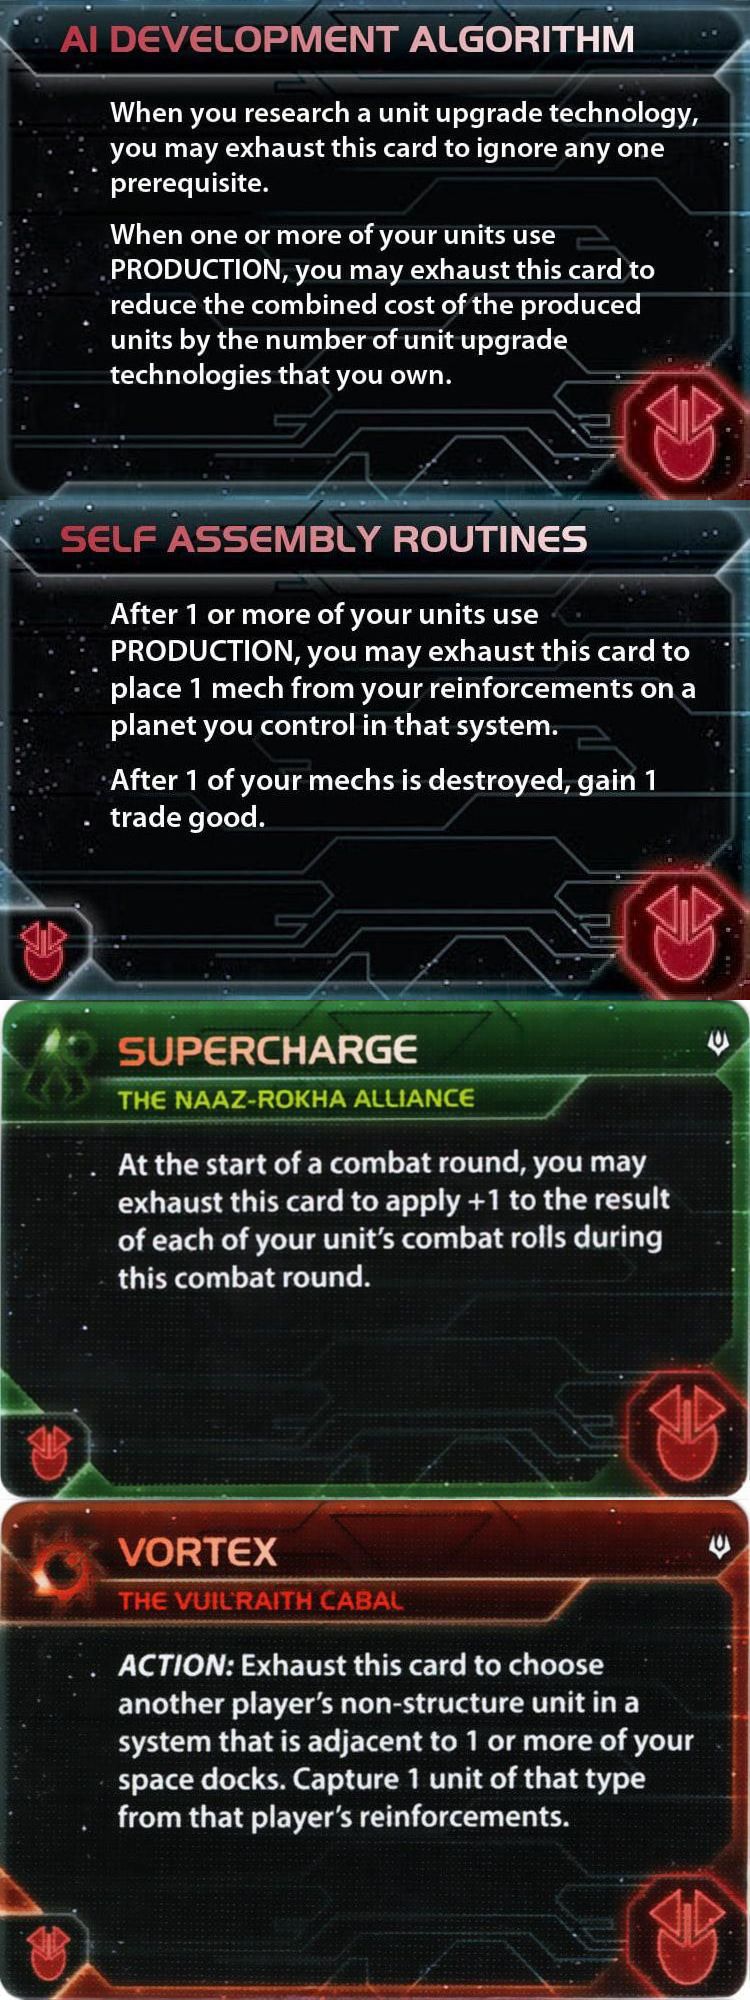 AI DEVELOPMENT ALGORITHM
When you research a unit upgrade technology,
you may exhaust this card to ignore any one
prerequisite.
When one or more of your units use
PRODUCTION, you may exhaust this card to
reduce the combined cost of the produced
units by the number of unit upgrade
technologies that you own.
SELF ASSEMBLY ROUTINES
After 1 or more of your units use
PRODUCTION, you may exhaust this card to
place 1 mech from your reinforcements on a
planet you control in that system.
After 1 of your mechs is destroyed, gain 1
trade good.
SUPERCHARGE
THE NAAZ-ROKHA ALLIANCE
At the start of a combat round, you may
exhaust this card to apply +1 to the result
of each of your unit's combat rolls during
this combat round.
VORTEX
THE VUIL'RAITH CABAL
ACTION: Exhaust this card to choose
another player's non-structure unit in a
system that is adjacent to 1 or more of your
space docks. Capture 1 unit of that type
from that player's reinforcements.